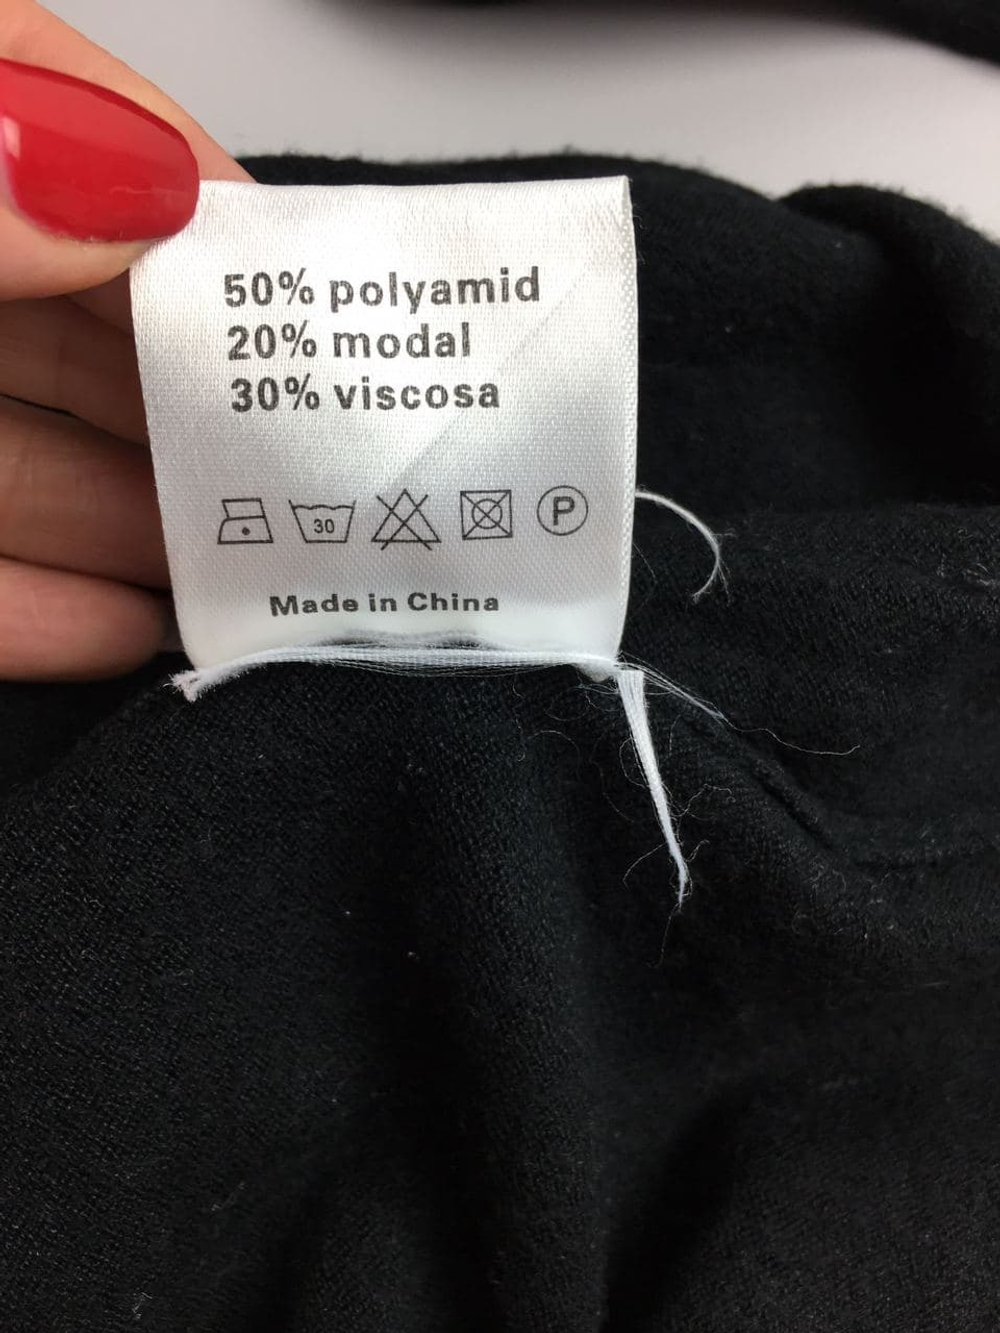 50% polyamid
20% modal
30% viscosa
30 P
Made in China